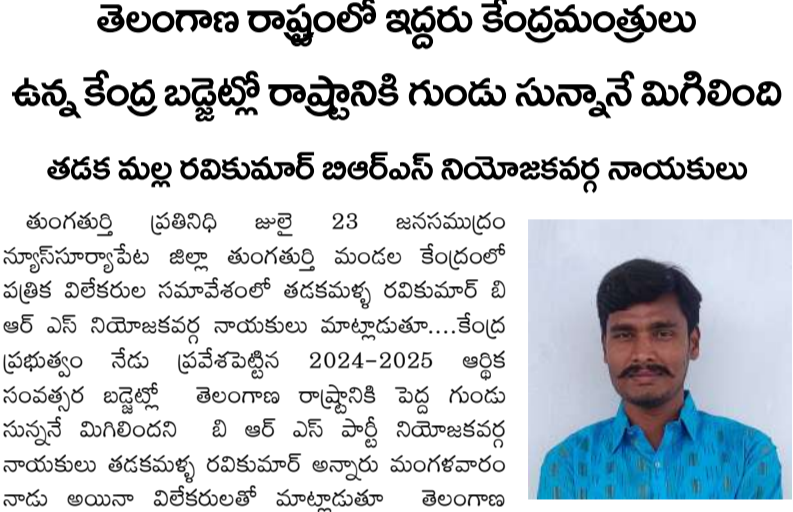 తెలంగాణ రాష్ట్రంలో ఇద్దరు కేంద్రమంత్రులు
ఉన్న కేంద్ర బడ్జెట్లో రాష్ట్రానికి గుండు సున్నానే మిగిలింది
తడక మల్ల రవికుమార్ బిఆర్ఎస్ నియోజకవర్గ నాయకులు
తుంగతుర్తి ప్రతినిధి జులై 23 జనసముద్రం
న్యూస్సూర్యాపేట జిల్లా తుంగతుర్తి మండల కేంద్రంలో
పత్రిక విలేకరుల సమావేశంలో తడకమళ్ళ రవికుమార్ బి
ఆర్ ఎస్ నియోజకవర్గ నాయకులు మాట్లాడుతూ....కేంద్ర
ప్రభుత్వం నేడు ప్రవేశపెట్టిన 2024-2025 ఆర్థిక
సంవత్సర బడ్జెట్లో తెలంగాణ రాష్ట్రానికి పెద్ద గుండు
సున్ననే మిగిలిందని బి ఆర్ ఎస్ పార్టీ నియోజకవర్గ
నాయకులు తడకమళ్ళ రవికుమార్ అన్నారు మంగళవారం
నాడు అయినా విలేకరులతో మాట్లాడుతూ తెలంగాణ